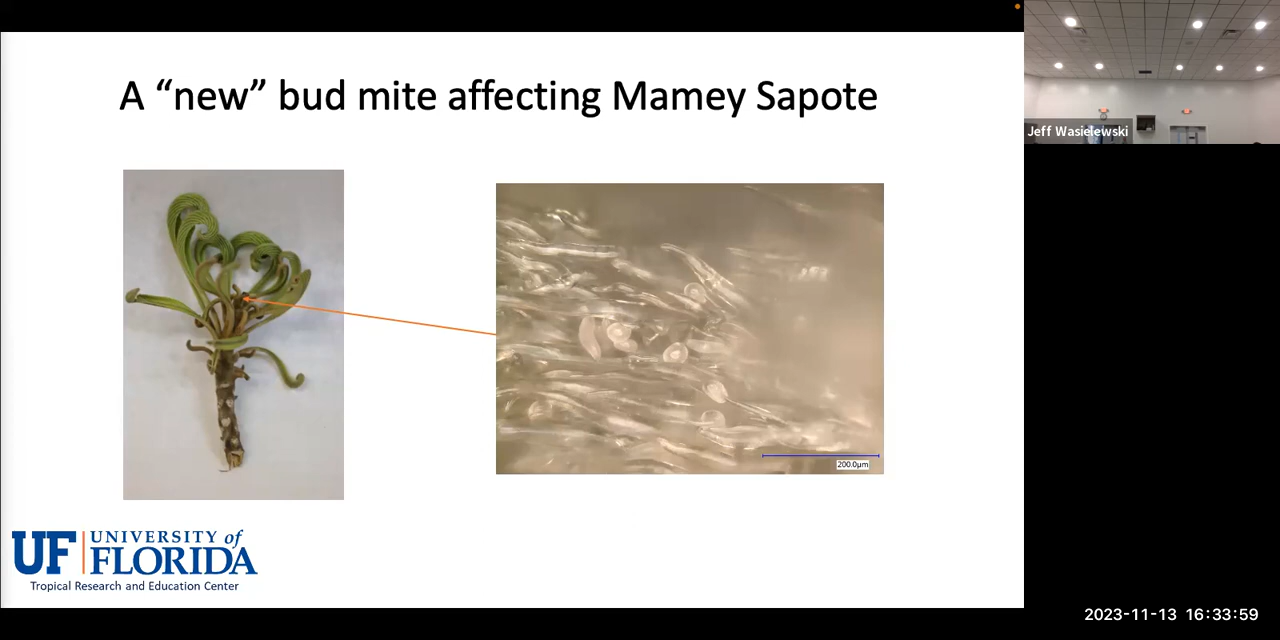 A “new” bud mite affecting Mamey Sapote
Jeff Wasielewski
200.0µm
UF UNIVERSITY of
FLORIDA
Tropical Research and Education Center
2023-11-13 16:33:59